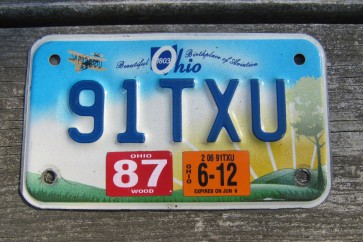 Beautiful Ohio Birthplace of Aviation
91TXU
OHIO
87
WOOD
OHIO
2 06 91TXU
6-12
EXPIRES ON JUN 9